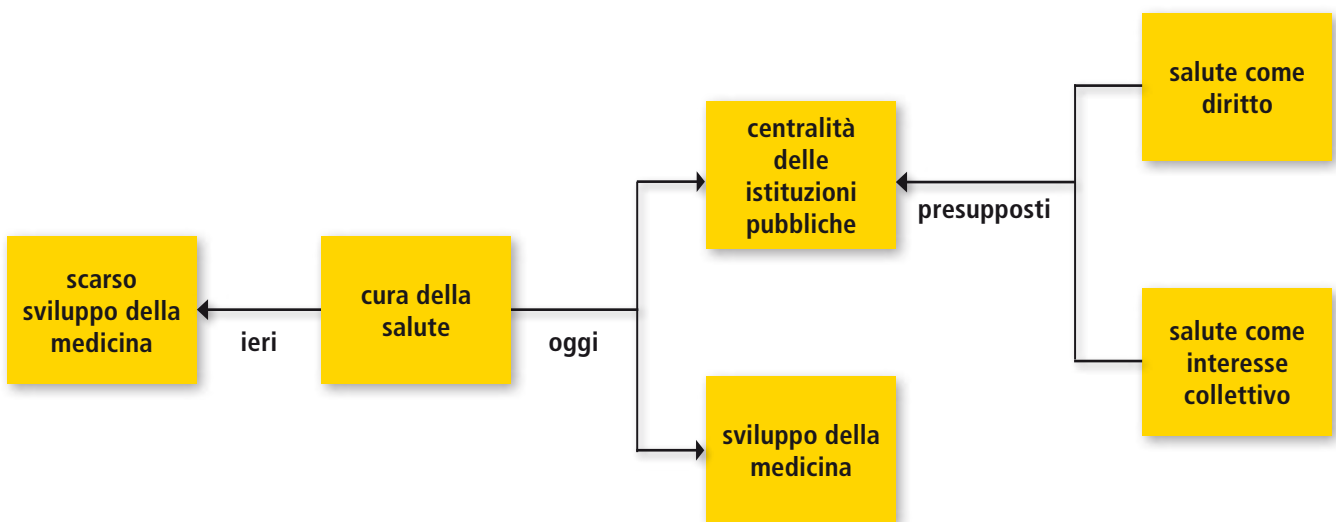 scarso
sviluppo della
medicina
ieri
cura della
salute
oggi
centralità
delle
istituzioni
pubbliche
sviluppo della
medicina
presupposti
salute come
diritto
salute come
interesse
collettivo